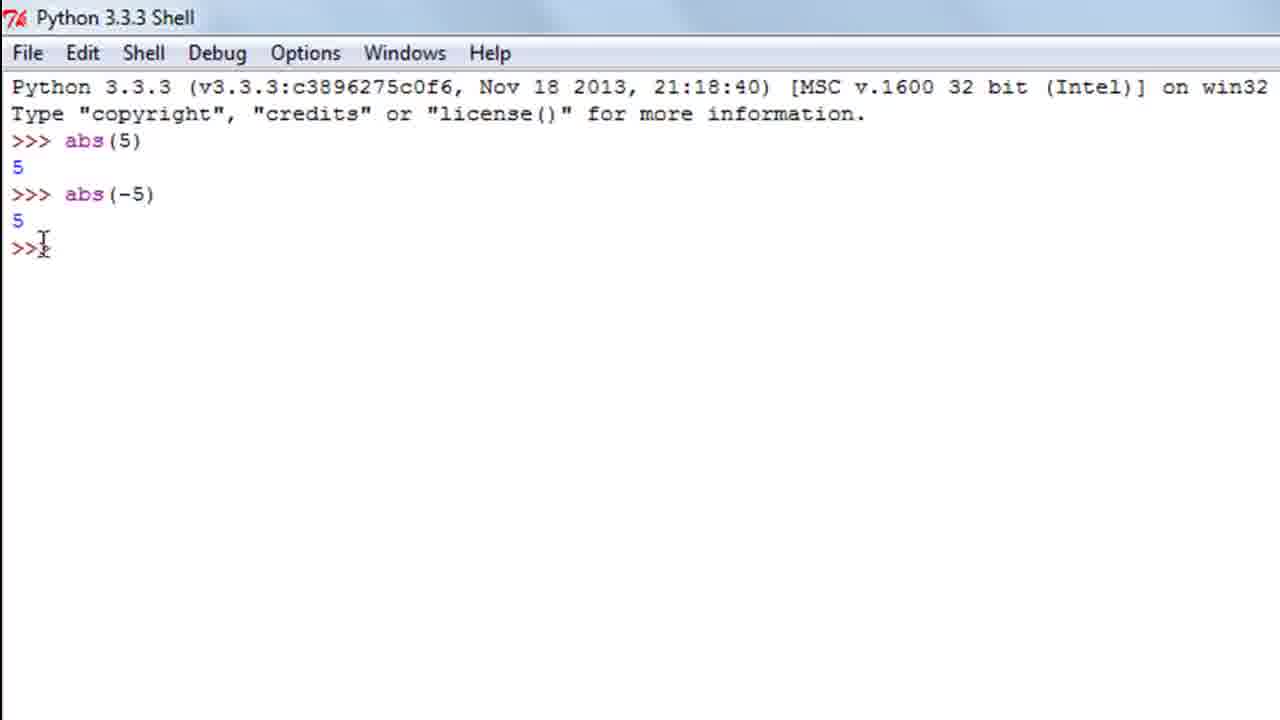 Python 3.3.3 Shell
File Edit Shell Debug Options Windows Help
Python 3.3.3 (v3.3.3:c3896275c0f6, Nov 18 2013, 21:18:40) [MSC v.1600 32 bit (Intel)] on win32
Type "copyright", "credits" or "license()" for more information.
>>> abs(5)
5
>>> abs(-5)
5
>>>